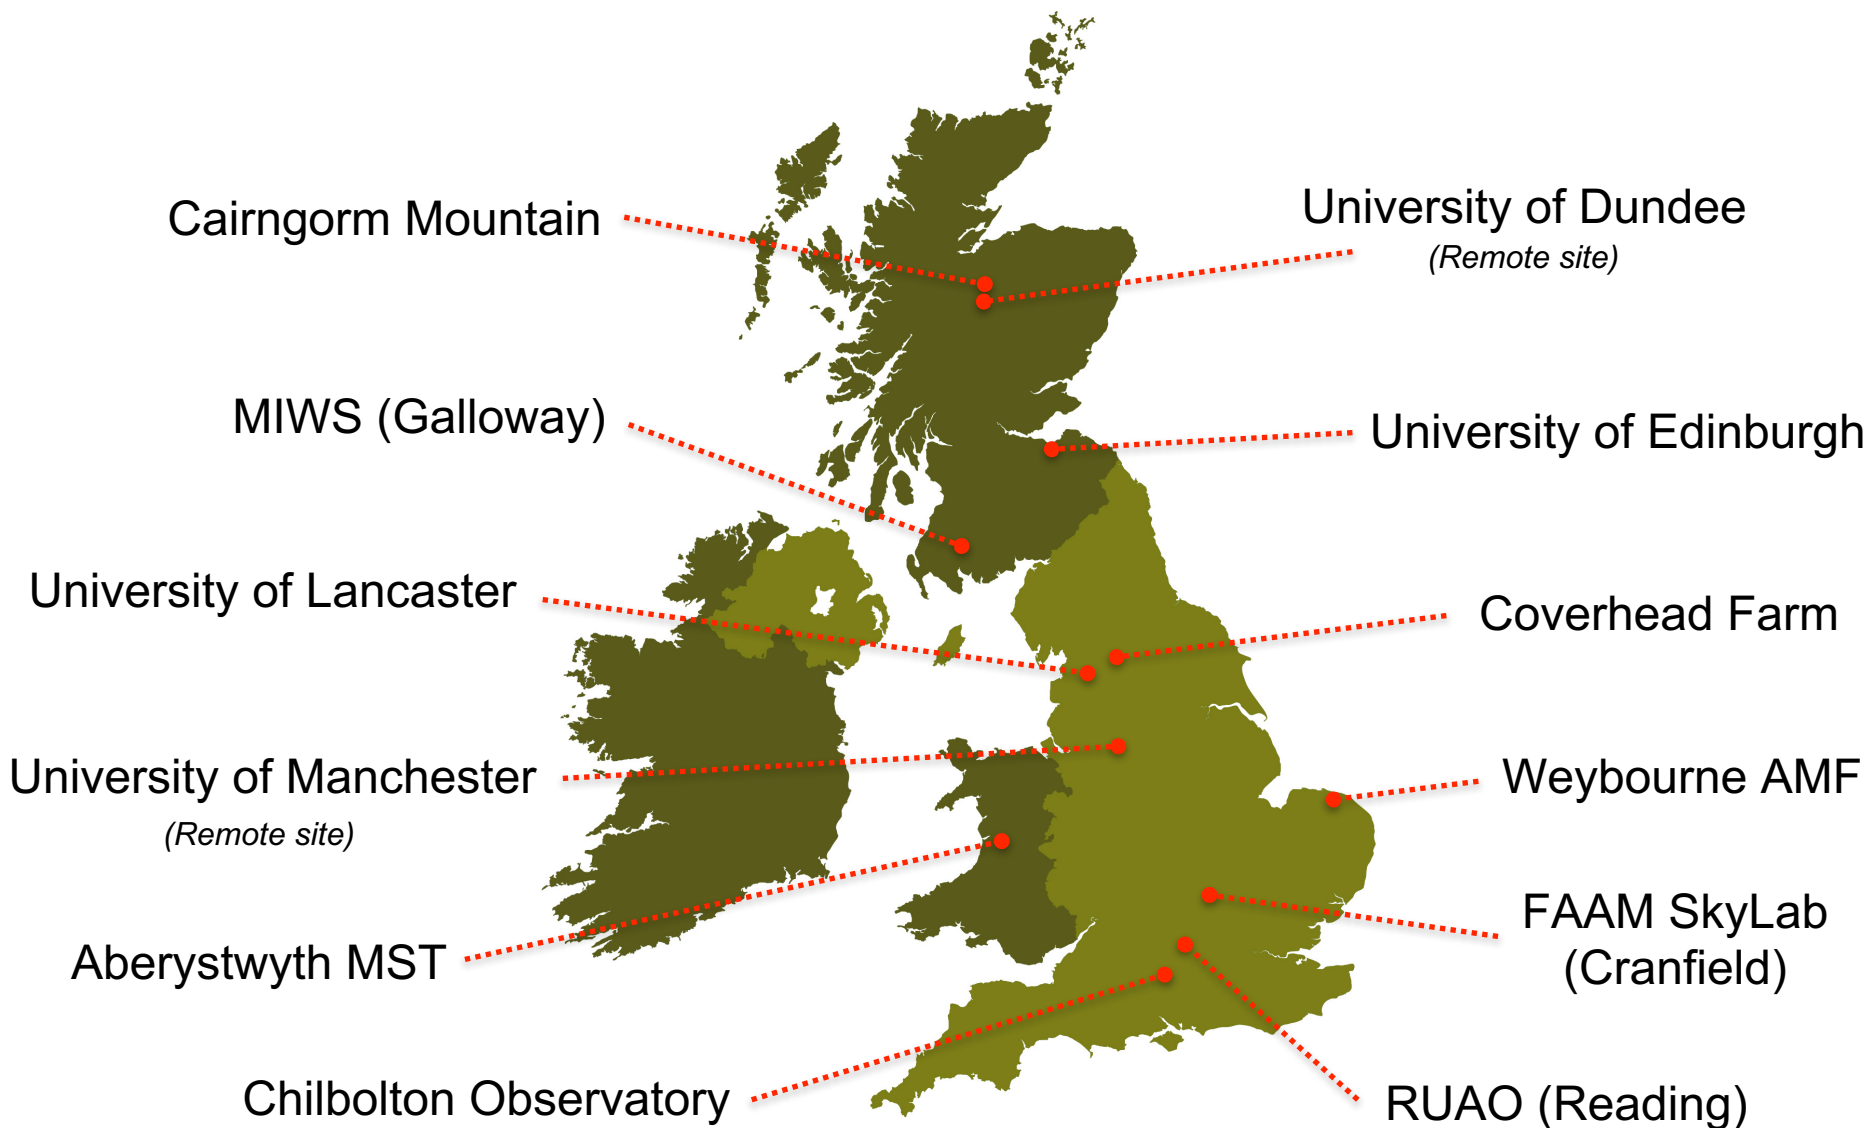 Cairngorm Mountain
University of Dundee
(Remote site)
MIWS (Galloway)
University of Edinburgh
University of Lancaster
Coverhead Farm
University of Manchester
(Remote site)
Weybourne AMF
Aberystwyth MST
FAAM SkyLab
(Cranfield)
Chilbolton Observatory
RUAO (Reading)